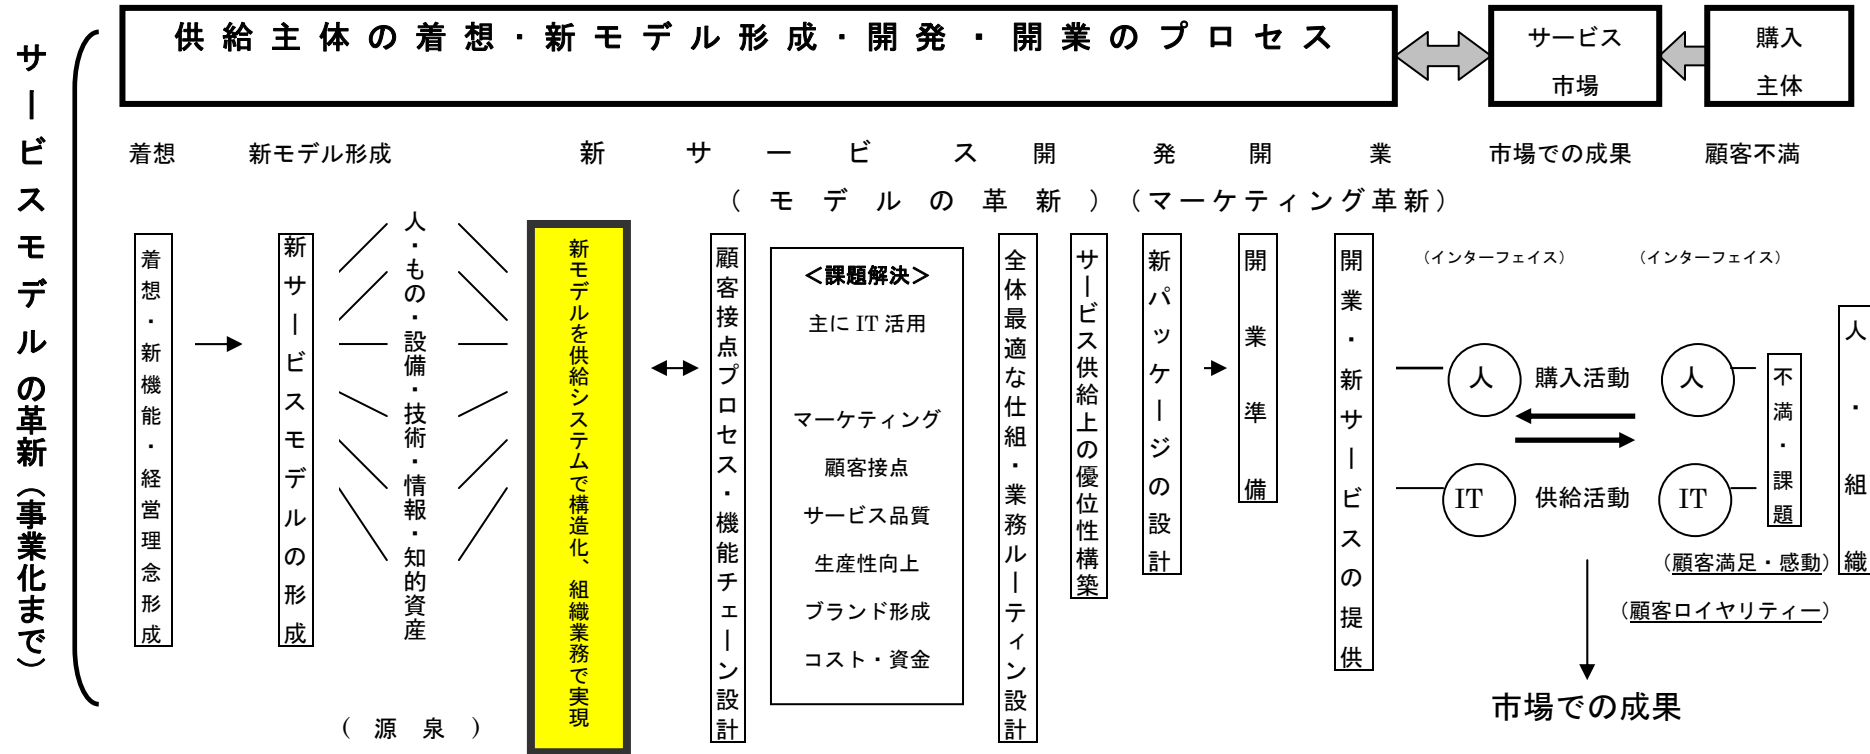 サービスモデルの革新（事業化まで）
供給主体の着想・新モデル形成・開発・開業のプロセス
サービス
市場
購入
主体
着想
新モデル形成
新サービス開発開業
市場での成果
顧客不満
（モデルの革新）（マーケティング革新）
着想・新機能・経営理念形成
新サービスモデルの形成
人・もの・設備・技術・情報・知的資産
（源泉）
新モデルを供給システムで構造化、組織業務で実現
顧客接点プロセス・機能チェーン設計
＜課題解決＞
主に IT 活用
マーケティング
顧客接点
サービス品質
生産性向上
ブランド形成
コスト・資金
全体最適な仕組・業務ルーティン設計
サービス供給上の優位性構築
新パッケージの設計
開業準備
開業・新サービスの提供
（インターフェイス）
（インターフェイス）
人
購入活動
人
IT
供給活動
IT
不満・課題
人・組織
（顧客満足・感動）
（顧客ロイヤリティー）
市場での成果